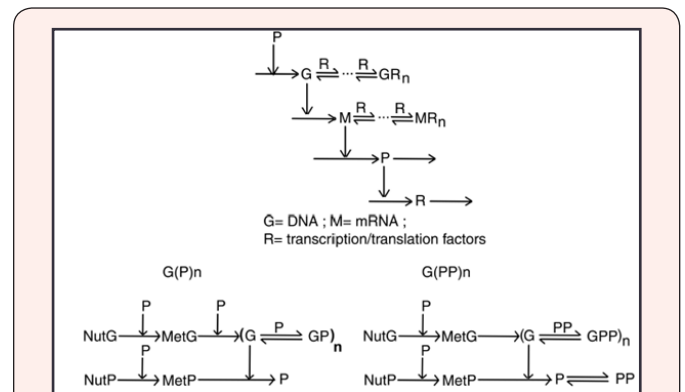 P
G R ... R GRn
M R ... R MRn
P
R
G= DNA ; M= mRNA ;
R= transcription/translation factors
G(P)n G(PP)n
P P P
NutG MetG (G P GP)n NutG MetG (G PP GPP)n
P P
NutP MetP P NutP MetP P PP